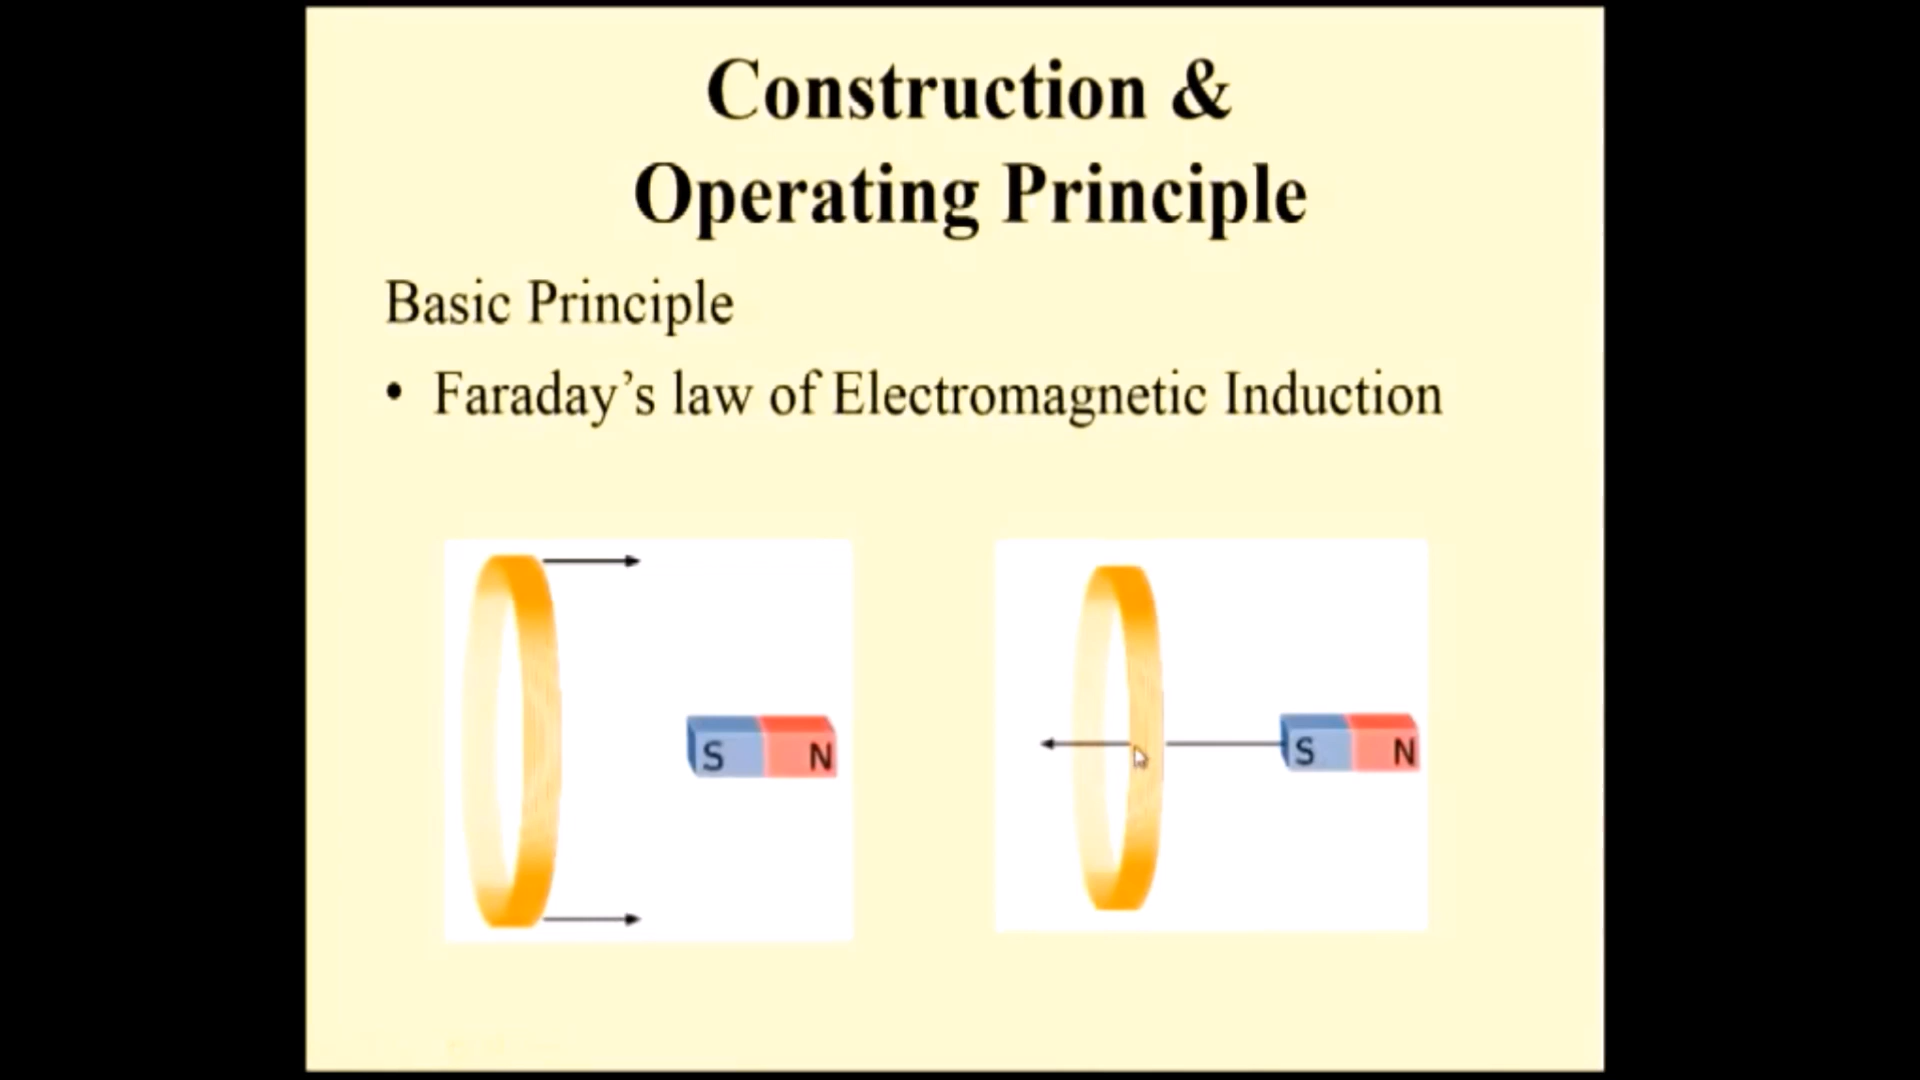 Construction &
Operating Principle
Basic Principle
• Faraday’s law of Electromagnetic Induction
S N
S N